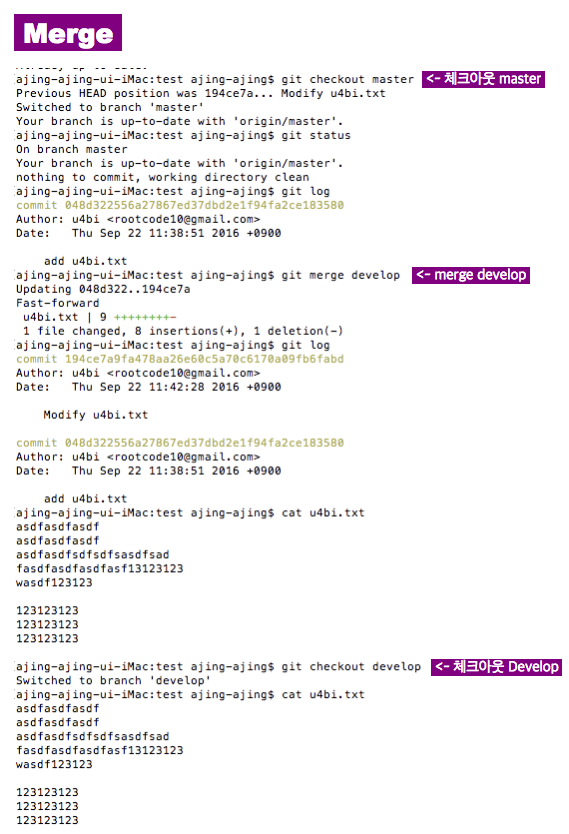 Merge
Already up-to-date.
ajing-ajing-ui-iMac:test ajing-ajing$ git checkout master <- 체크아웃 master
Previous HEAD position was 194ce7a... Modify u4bi.txt
Switched to branch 'master'
Your branch is up-to-date with 'origin/master'.
ajing-ajing-ui-iMac:test ajing-ajing$ git status
On branch master
Your branch is up-to-date with 'origin/master'.
nothing to commit, working directory clean
ajing-ajing-ui-iMac:test ajing-ajing$ git log
commit 048d322556a27867ed37dbd2e1f94fa2ce183580
Author: u4bi <rootcode10@gmail.com>
Date:   Thu Sep 22 11:38:51 2016 +0900
add u4bi.txt
ajing-ajing-ui-iMac:test ajing-ajing$ git merge develop <- merge develop
Updating 048d322..194ce7a
Fast-forward
u4bi.txt | 9 ++++++++-
1 file changed, 8 insertions(+), 1 deletion(-)
ajing-ajing-ui-iMac:test ajing-ajing$ git log
commit 194ce7a9fa478aa26e60c5a70c6170a09fb6fabd
Author: u4bi <rootcode10@gmail.com>
Date:   Thu Sep 22 11:42:28 2016 +0900
Modify u4bi.txt
commit 048d322556a27867ed37dbd2e1f94fa2ce183580
Author: u4bi <rootcode10@gmail.com>
Date:   Thu Sep 22 11:38:51 2016 +0900
add u4bi.txt
ajing-ajing-ui-iMac:test ajing-ajing$ cat u4bi.txt
asdfasdfasdf
asdfasdfasdf
asdfasdfsdfsdfsasdfsad
fasdfasdfasdfasf13123123
wasdf123123
123123123
123123123
123123123
ajing-ajing-ui-iMac:test ajing-ajing$ git checkout develop <- 체크아웃 Develop
Switched to branch 'develop'
ajing-ajing-ui-iMac:test ajing-ajing$ cat u4bi.txt
asdfasdfasdf
asdfasdfasdf
asdfasdfsdfsdfsasdfsad
fasdfasdfasdfasf13123123
wasdf123123
123123123
123123123
123123123